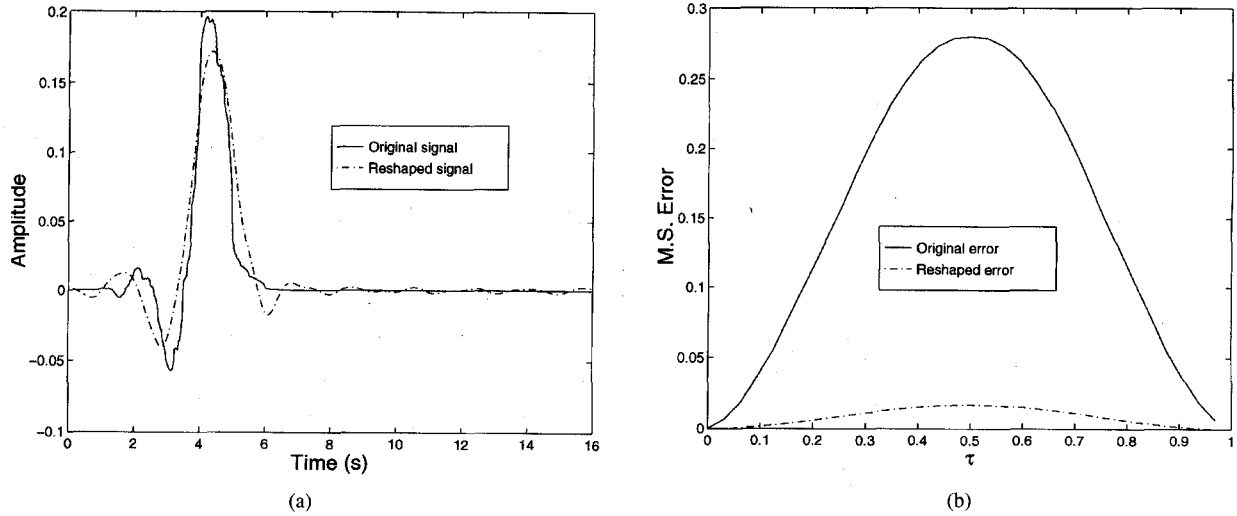 0.20
0.15
0.10
0.05
0
−0.05
−0.1
Amplitude
Original signal
Reshaped signal
0 2 4 6 8 10 12 14 16
Time (s)
(a)
0.3
0.25
0.2
0.15
0.1
0.05
0
M.S. Error
Original error
Reshaped error
0 0.1 0.2 0.3 0.4 0.5 0.6 0.7 0.8 0.9 1
τ
(b)